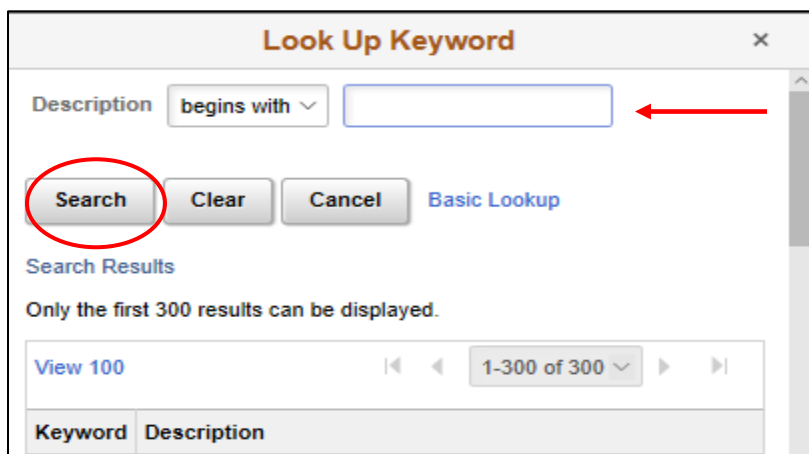 Look Up Keyword ×
Description begins with
Search Clear Cancel Basic Lookup
Search Results
Only the first 300 results can be displayed.
View 100 1-300 of 300
Keyword Description